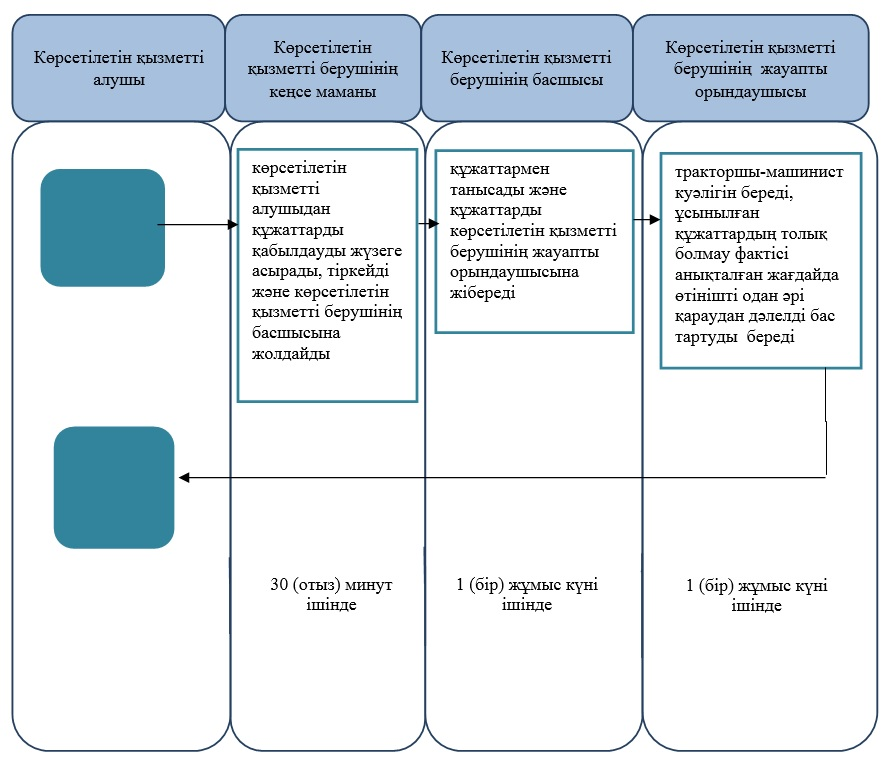 Көрсетілетін қызметті
алушы
Көрсетілетін
қызметті берушінің
кеңсе маманы
Көрсетілетін қызметті
берушінің басшысы
Көрсетілетін қызметті
берушінің жауапты
орындаушысы
көрсетілетін
қызметті
алушыдан
құжаттарды
қабылдауды жүзеге
асырады, тіркейді
және көрсетілетін
қызметті берушінің
басшысына
жолдайды
құжаттармен
танысады және
құжаттарды
көрсетілетін қызметті
берушінің жауапты
орындаушысына
жібереді
тракторшы-машинист
куәлігін береді,
ұсынылған
құжаттардың толық
болмау фактісі
анықталған жағдайда
өтінішті одан әрі
қараудан дәлелді бас
тартуды береді
30 (отыз) минут
ішінде
1 (бір) жұмыс күні
ішінде
1 (бір) жұмыс күні
ішінде